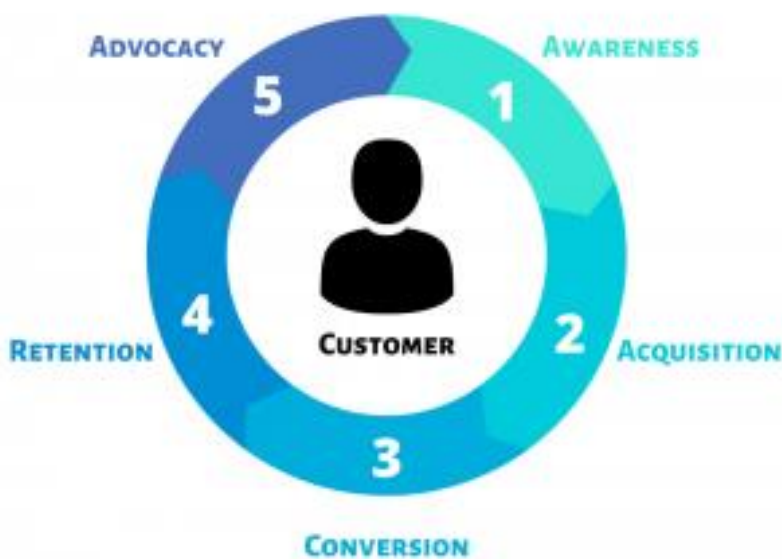 Advocacy
Awareness
5
1
Customer
4
2
Retention
Acquisition
3
Conversion